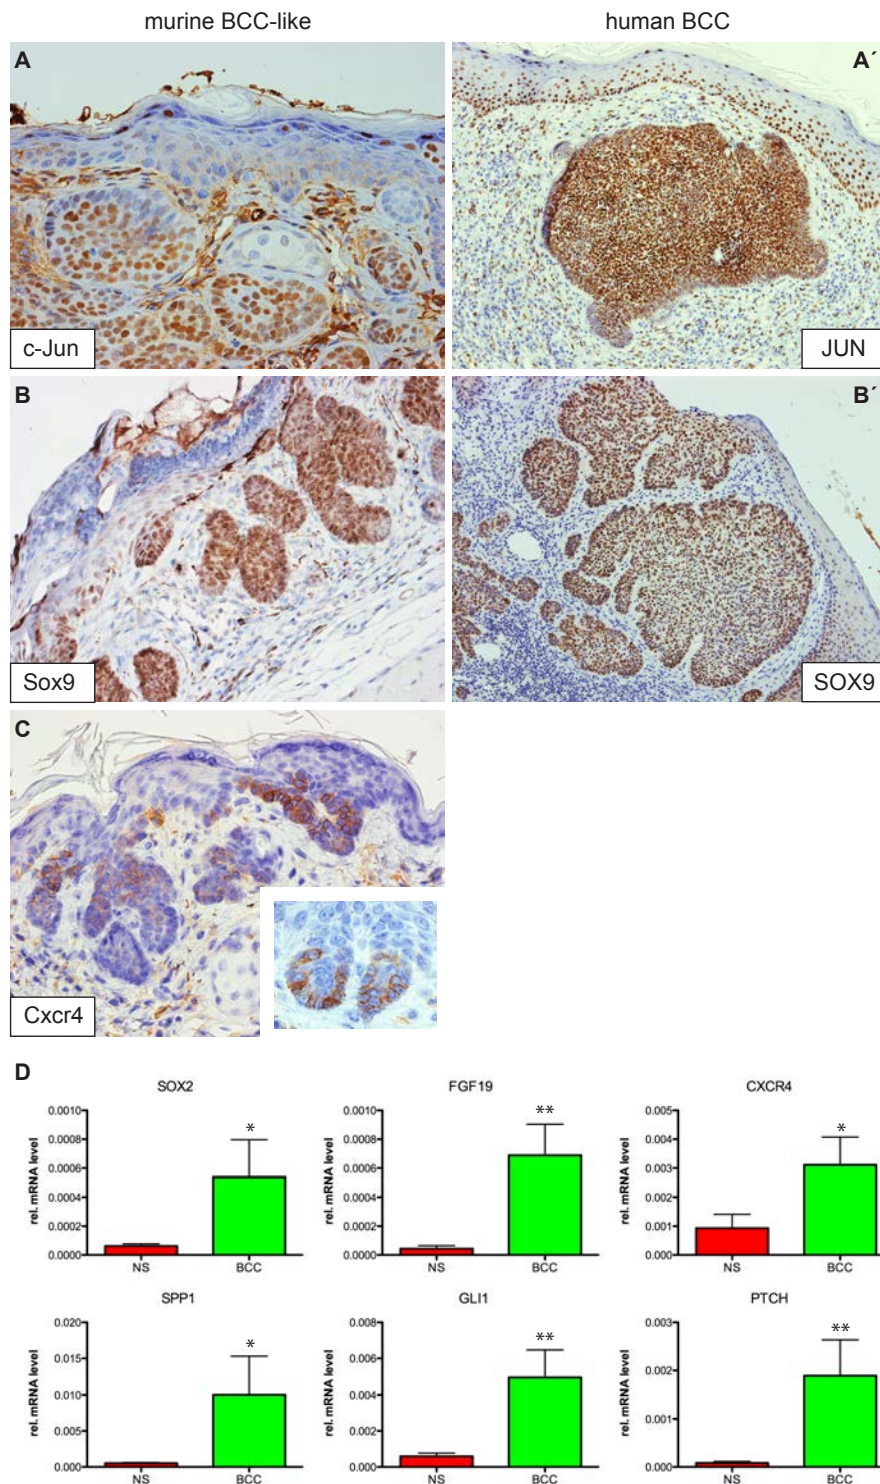 murine BCC-like
human BCC
A
A´
c-Jun
JUN
B
B´
Sox9
SOX9
C
Cxcr4
D
SOX2
rel. mRNA level
0.0010
0.0008
0.0006
0.0004
0.0002
0.0000
*
NS
BCC
FGF19
rel. mRNA level
0.0010
0.0008
0.0006
0.0004
0.0002
0.0000
**
NS
BCC
CXCR4
rel. mRNA level
0.005
0.004
0.003
0.002
0.001
0.000
*
NS
BCC
SPP1
rel. mRNA level
0.020
0.015
0.010
0.005
0.000
*
NS
BCC
GLI1
rel. mRNA level
0.008
0.006
0.004
0.002
0.000
**
NS
BCC
PTCH
rel. mRNA level
0.003
0.002
0.001
0.000
**
NS
BCC